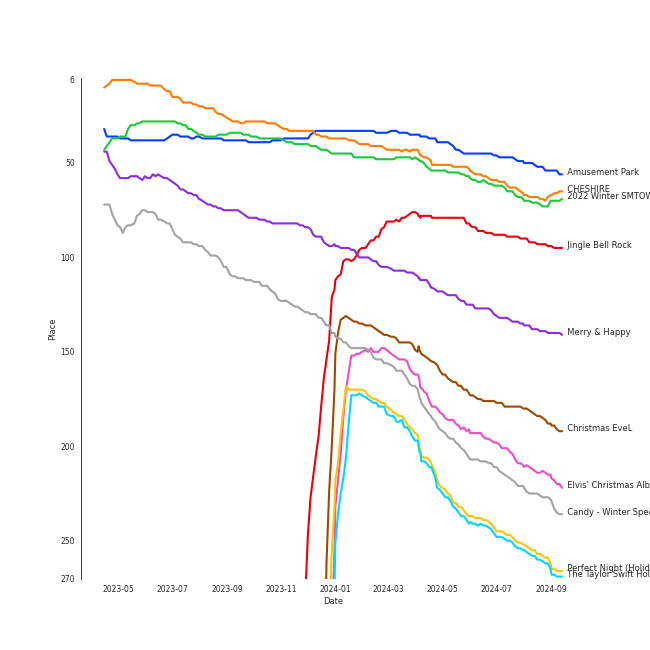 6
50
100
150
200
250
270
Place
2023-05
2023-07
2023-09
2023-11
2024-01
2024-03
2024-05
2024-07
2024-09
Date
Amusement Park
CHESHIRE
2022 Winter SMTOW
Jingle Bell Rock
Merry & Happy
Christmas EveL
Elvis' Christmas Alb
Candy - Winter Spec
Perfect Night (Holid
The Taylor Swift Hol